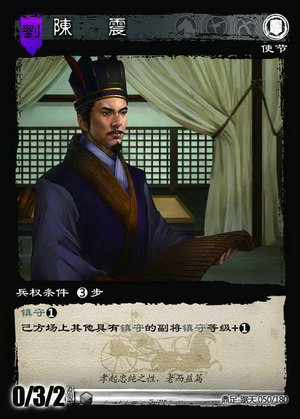 劉 陳 震
使节
兵权条件 3 步
镇守1
己方场上其他具有镇守的副将镇守等级+1
孝起忠纯之性，老而益笃
0/3/2